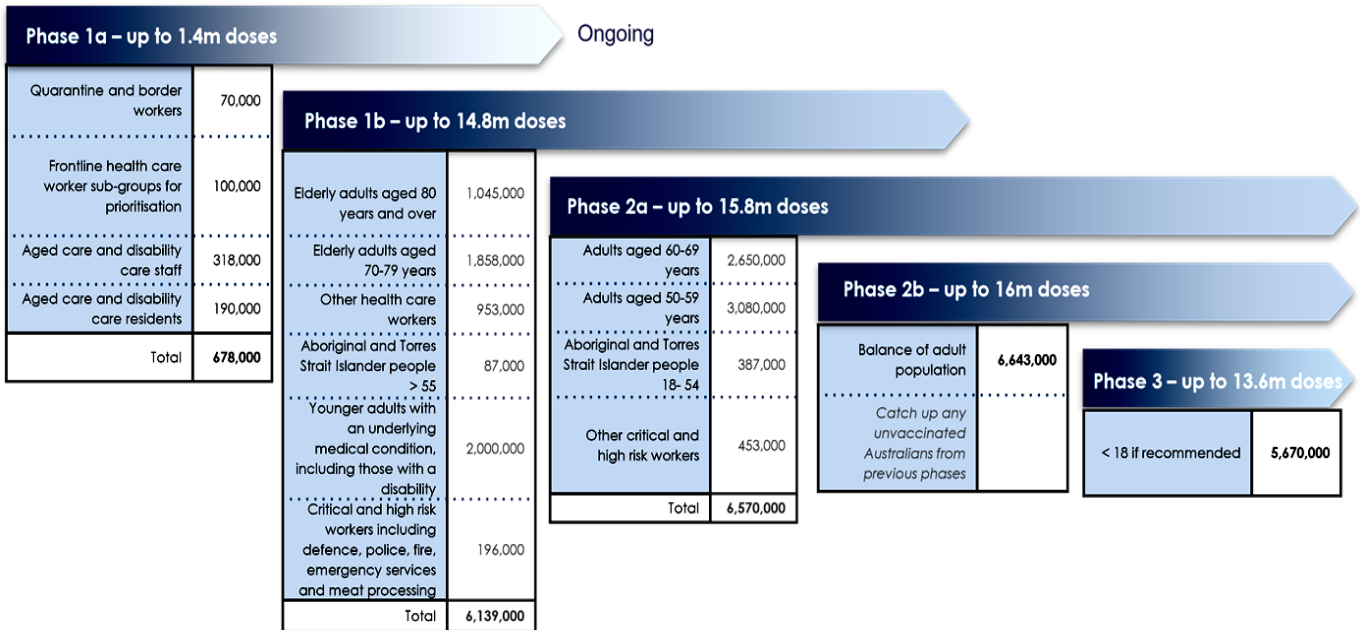 Phase 1a – up to 1.4m doses
Ongoing
Quarantine and border
workers
70,000
Frontline health care
worker sub-groups for
prioritisation
100,000
Aged care and disability
care staff
318,000
Aged care and disability
care residents
190,000
Total
678,000
Phase 1b – up to 14.8m doses
Elderly adults aged 80
years and over
1,045,000
Elderly adults aged
70-79 years
1,858,000
Other health care
workers
953,000
Aboriginal and Torres
Strait Islander people
> 55
87,000
Younger adults with
an underlying
medical condition,
including those with a
disability
2,000,000
Critical and high risk
workers including
defence, police, fire,
emergency services
and meat processing
196,000
Total
6,139,000
Phase 2a – up to 15.8m doses
Adults aged 60-69
years
2,650,000
Adults aged 50-59
years
3,080,000
Aboriginal and Torres
Strait Islander people
18- 54
387,000
Other critical and
high risk workers
453,000
Total
6,570,000
Phase 2b – up to 16m doses
Balance of adult
population
6,643,000
Catch up any
unvaccinated
Australians from
previous phases
Phase 3 – up to 13.6m doses
< 18 if recommended
5,670,000